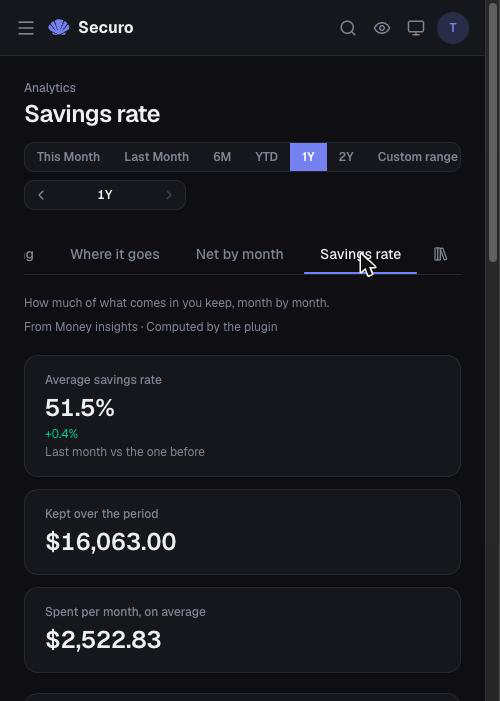 Securo
T
Analytics
Savings rate
This Month Last Month 6M YTD 1Y 2Y Custom range
1Y
g Where it goes Net by month Savings rate
How much of what comes in you keep, month by month.
From Money insights · Computed by the plugin
Average savings rate
51.5%
+0.4%
Last month vs the one before
Kept over the period
$16,063.00
Spent per month, on average
$2,522.83